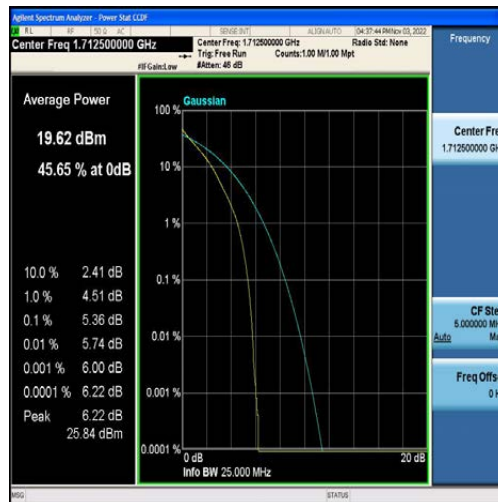 Agilent Spectrum Analyzer - Power Stat CCDF
RL RF 50 Ω AC SENSE:INT ALIGNAUTO 04:37:44 PM Nov 03, 2022
Center Freq 1.712500000 GHz
Center Freq: 1.712500000 GHz Radio Std: None
Trig: Free Run Counts:1.00 M/1.00 Mpt
#IFGain:Low #Atten: 46 dB
Frequency
Average Power
19.62 dBm
45.65 % at 0dB
10.0 % 2.41 dB
1.0 % 4.51 dB
0.1 % 5.36 dB
0.01 % 5.74 dB
0.001 % 6.00 dB
0.0001 % 6.22 dB
Peak 6.22 dB
25.84 dBm
Gaussian
100 %
10 %
1 %
0.1 %
0.01 %
0.001 %
0.0001 %
0 dB 20 dB
Info BW 25.000 MHz
Center Fre
1.712500000 GH
CF Ste
5.000000 MH
Auto Ma
Freq Offs
0 H
MSG STATUS